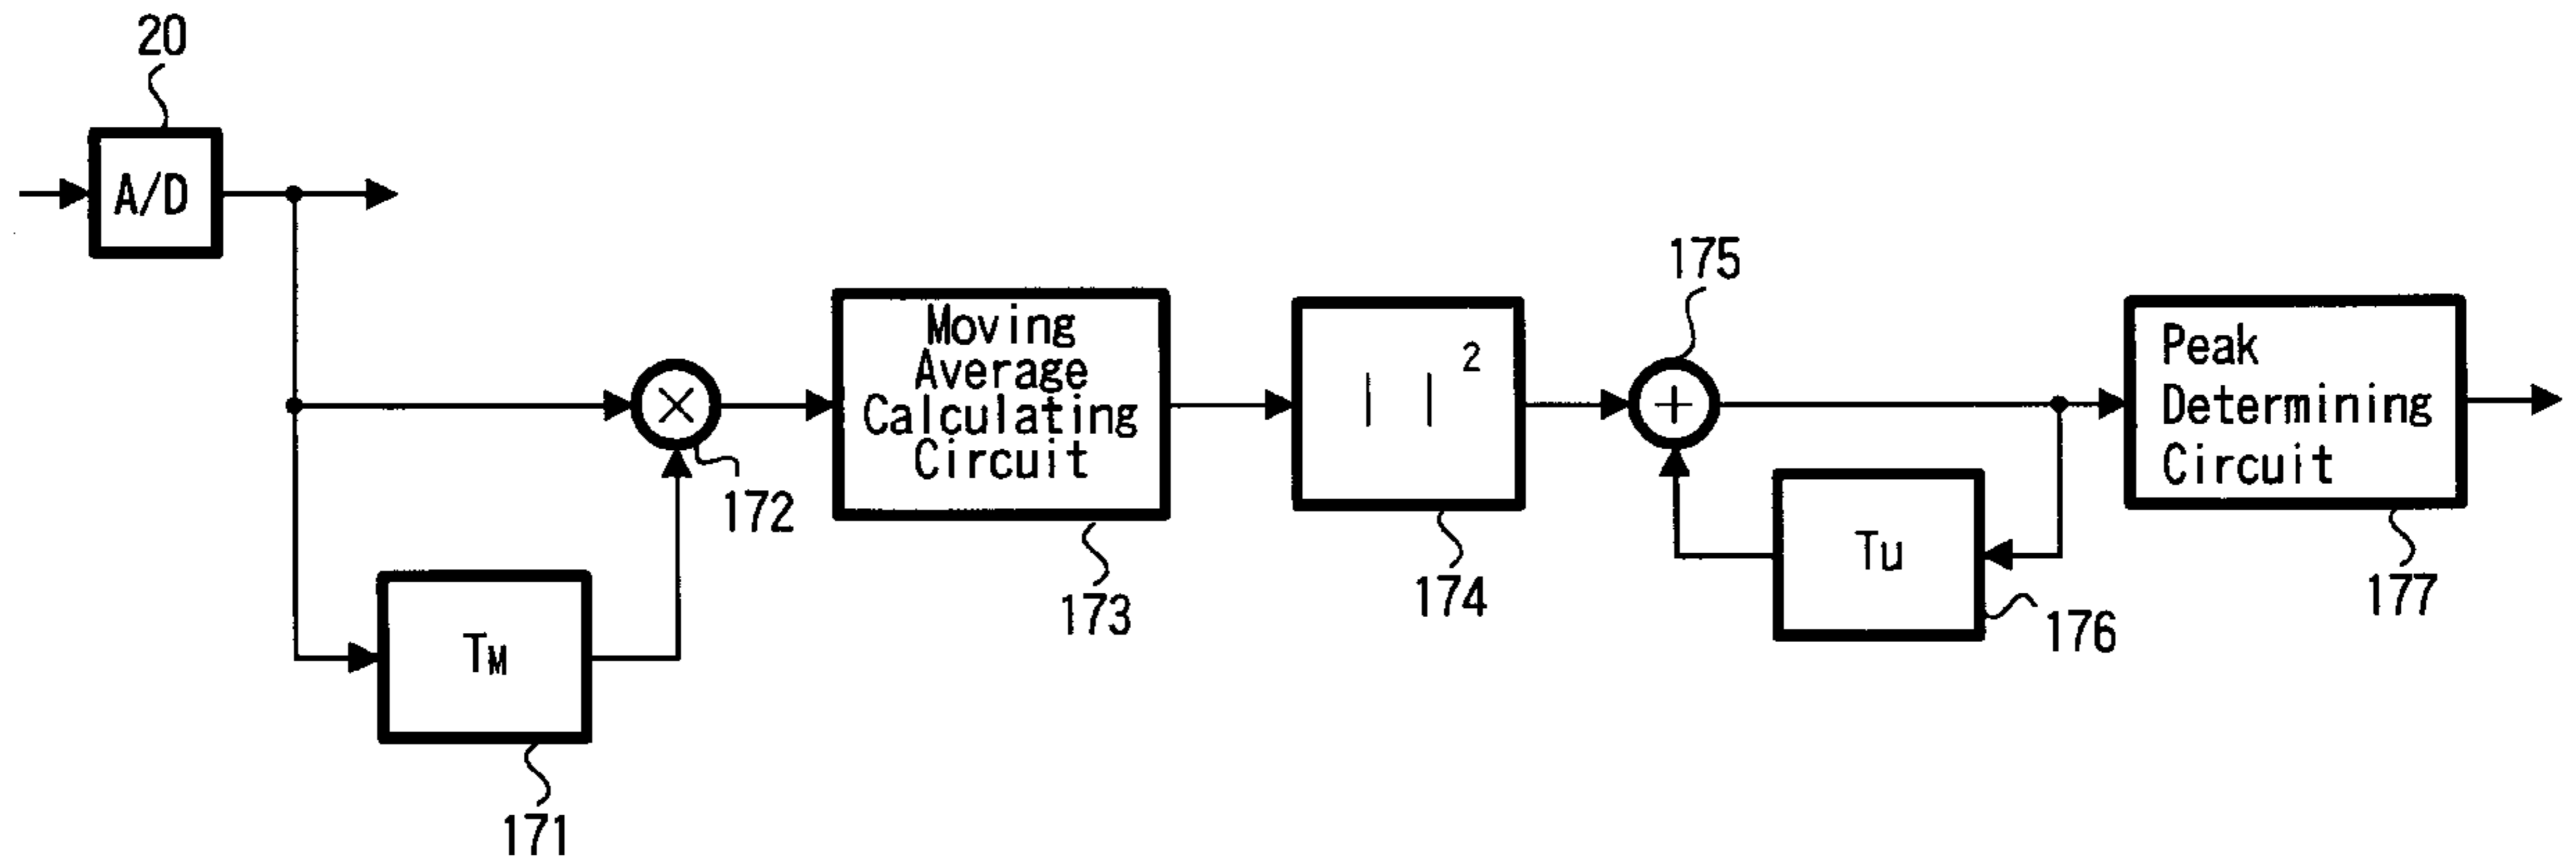 20
A/D
175
Moving
Average
Calculating
Circuit
| |²
+
Peak
Determining
Circuit
×
172
TM
Tu
171
173
174
176
177